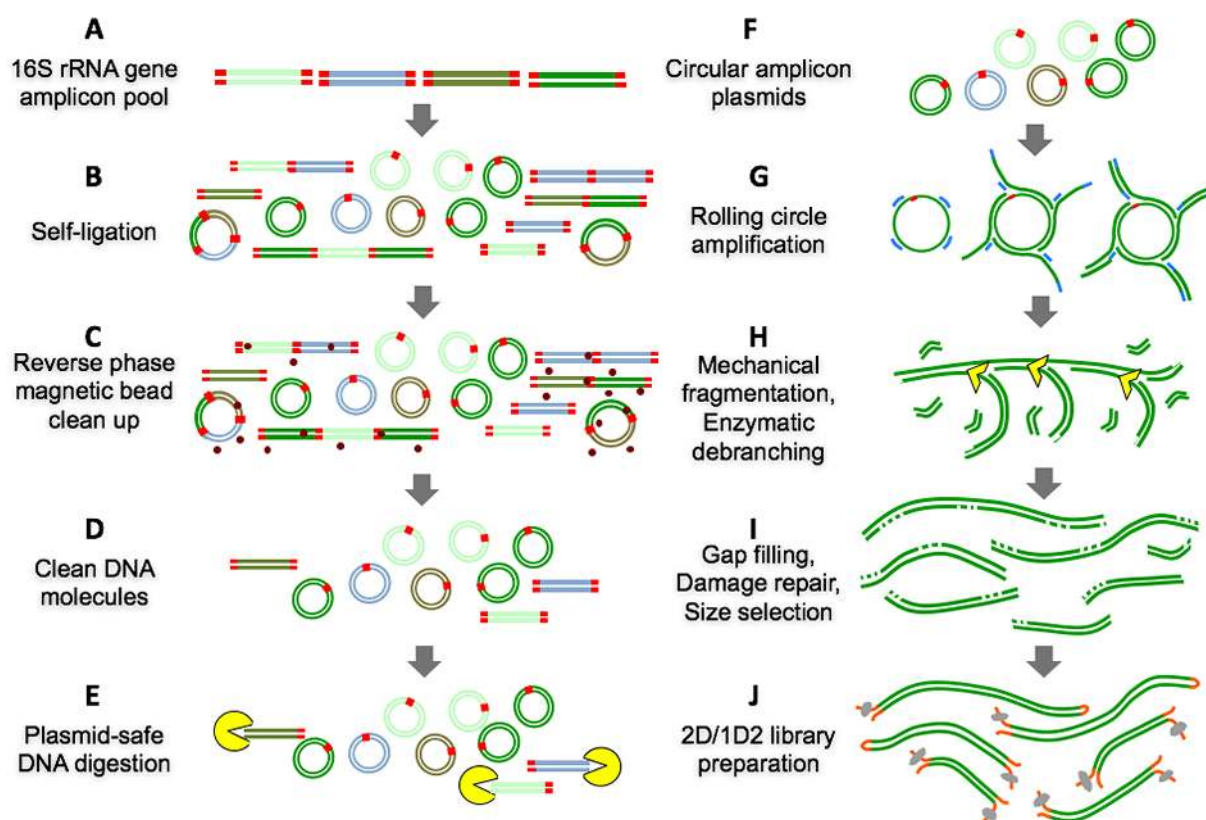 A
16S rRNA gene
amplicon pool
B
Self-ligation
C
Reverse phase
magnetic bead
clean up
D
Clean DNA
molecules
E
Plasmid-safe
DNA digestion
F
Circular amplicon
plasmids
G
Rolling circle
amplification
H
Mechanical
fragmentation,
Enzymatic
debranching
I
Gap filling,
Damage repair,
Size selection
J
2D/1D2 library
preparation